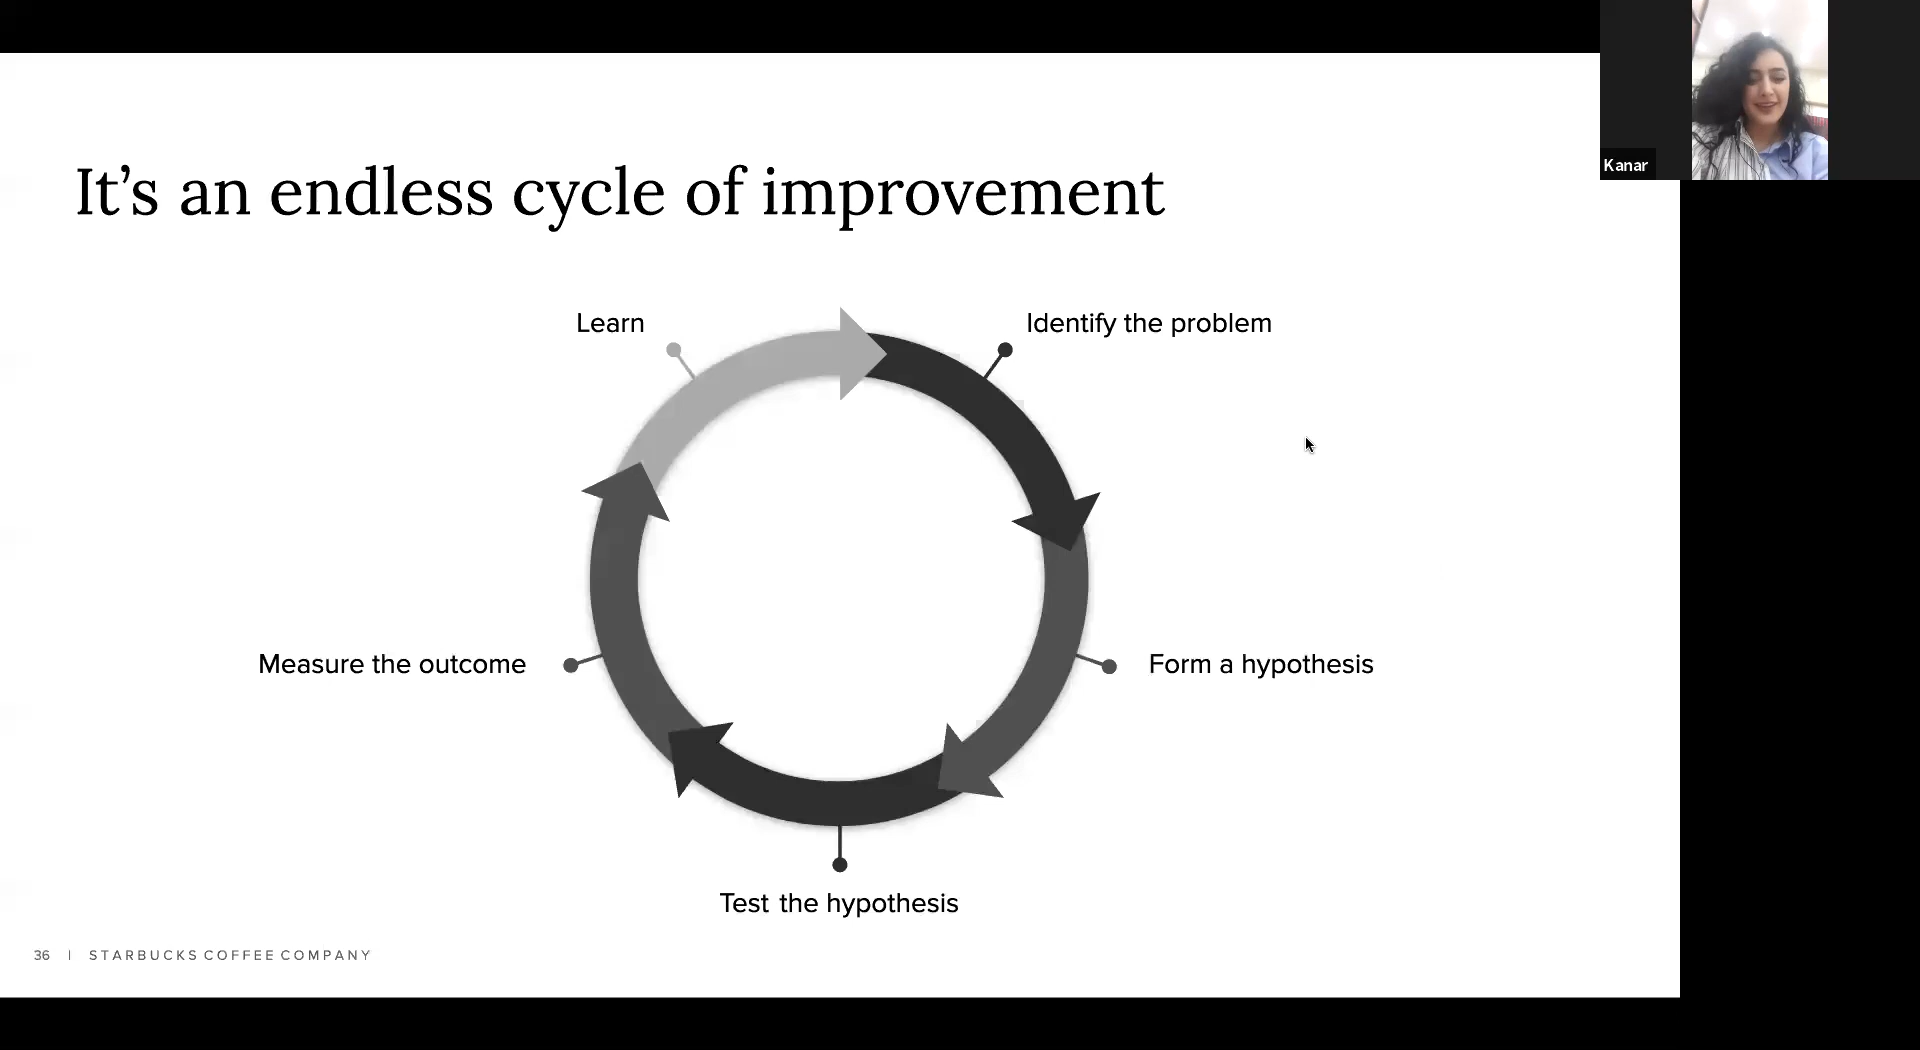 Kanar
It’s an endless cycle of improvement
Learn
Identify the problem
Measure the outcome
Form a hypothesis
Test the hypothesis
36 | STARBUCKS COFFEE COMPANY